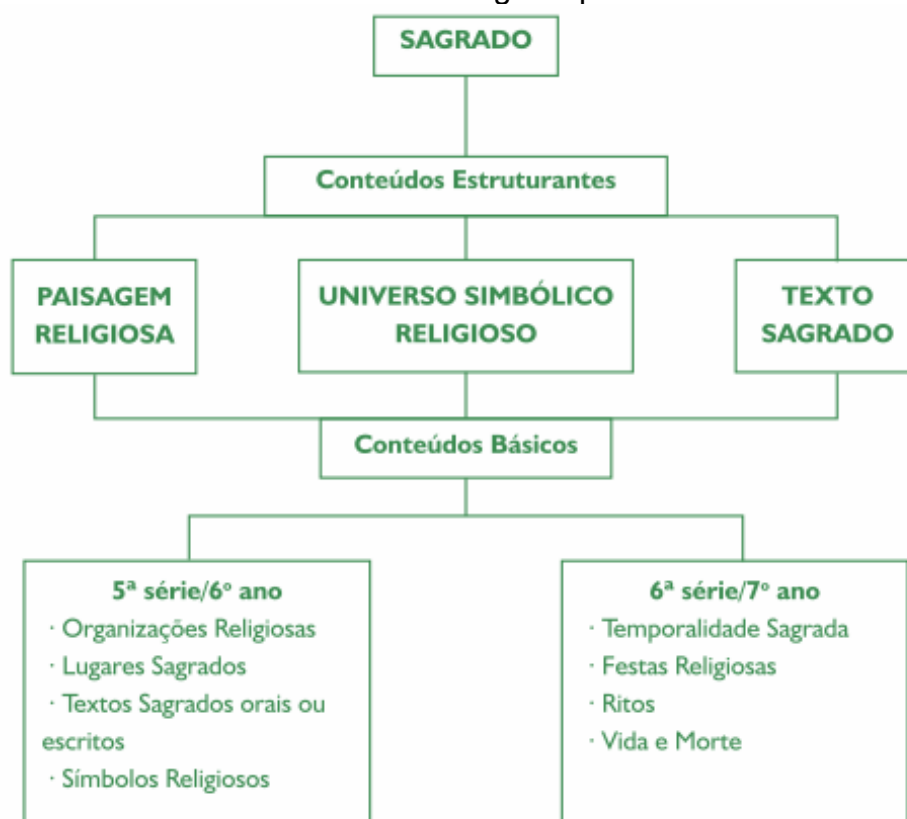 SAGRADO
Conteúdos Estruturantes
PAISAGEM
RELIGIOSA
UNIVERSO SIMBÓLICO
RELIGIOSO
TEXTO
SAGRADO
Conteúdos Básicos
5ª série/6º ano
· Organizações Religiosas
· Lugares Sagrados
· Textos Sagrados orais ou
escritos
· Símbolos Religiosos
6ª série/7º ano
· Temporalidade Sagrada
· Festas Religiosas
· Ritos
· Vida e Morte